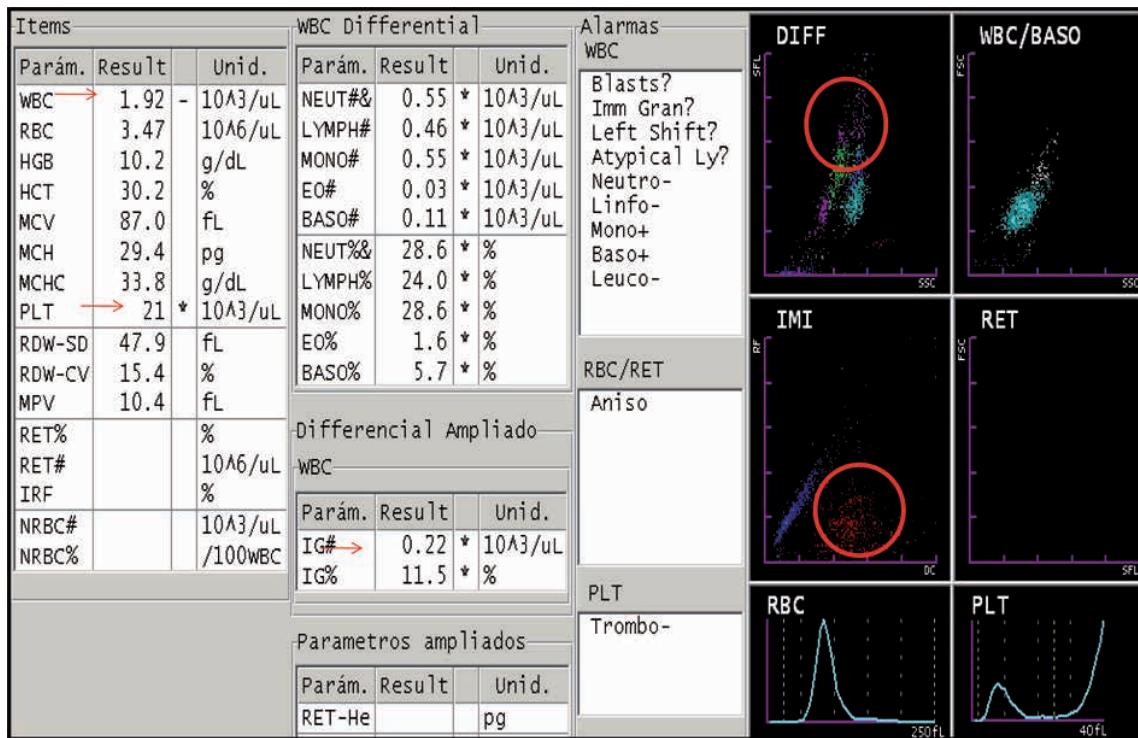 Items
Parám. Result Unid.
WBC 1.92 - 10^3/uL
RBC 3.47 10^6/uL
HGB 10.2 g/dL
HCT 30.2 %
MCV 87.0 fL
MCH 29.4 pg
MCHC 33.8 g/dL
PLT 21 * 10^3/uL
RDW-SD 47.9 fL
RDW-CV 15.4 %
MPV 10.4 fL
RET% %
RET# 10^6/uL
IRF %
NRBC# 10^3/uL
NRBC% /100WBC
WBC Differential
Parám. Result Unid.
NEUT#& 0.55 * 10^3/uL
LYMPH# 0.46 * 10^3/uL
MONO# 0.55 * 10^3/uL
EO# 0.03 * 10^3/uL
BASO# 0.11 * 10^3/uL
NEUT%& 28.6 * %
LYMPH% 24.0 * %
MONO% 28.6 * %
EO% 1.6 * %
BASO% 5.7 * %
Differencial Ampliado
WBC
Parám. Result Unid.
IG# 0.22 * 10^3/uL
IG% 11.5 * %
Parametros ampliados
Parám. Result Unid.
RET-He pg
Alarmas
WBC
Blasts?
Imm Gran?
Left Shift?
Atypical Ly?
Neutro-
Linfo-
Mono+
Baso+
Leuco-
RBC/RET
Aniso
PLT
Trombo-
DIFF
SFL
SSC
WBC/BASO
FSC
SSC
IMI
RF
DC
RET
FSC
SFL
RBC
250fL
PLT
40fL